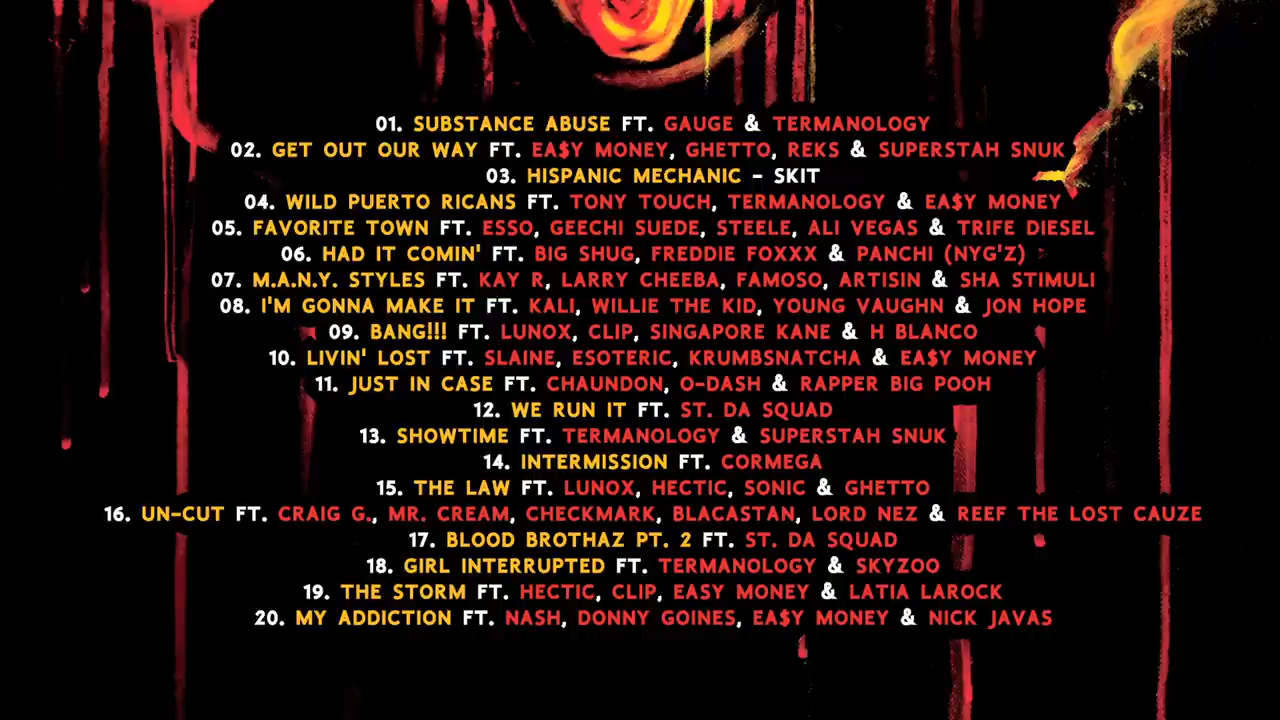 01. SUBSTANCE ABUSE FT. GAUGE & TERMANOLOGY
02. GET OUT OUR WAY FT. EA$Y MONEY, GHETTO, REKS & SUPERSTAH SNUK
03. HISPANIC MECHANIC - SKIT
04. WILD PUERTO RICANS FT. TONY TOUCH, TERMANOLOGY & EA$Y MONEY
05. FAVORITE TOWN FT. ESSO, GEECHI SUEDE, STEELE, ALI VEGAS & TRIFE DIESEL
06. HAD IT COMIN' FT. BIG SHUG, FREDDIE FOXXX & PANCHI (NYG'Z)
07. M.A.N.Y. STYLES FT. KAY R, LARRY CHEEBA, FAMOSO, ARTISIN & SHA STIMULI
08. I'M GONNA MAKE IT FT. KALI, WILLIE THE KID, YOUNG VAUGHN & JON HOPE
09. BANG!!! FT. LUNOX, CLIP, SINGAPORE KANE & H BLANCO
10. LIVIN' LOST FT. SLAINE, ESOTERIC, KRUMBSNATCHA & EA$Y MONEY
11. JUST IN CASE FT. CHAUNDON, O-DASH & RAPPER BIG POOH
12. WE RUN IT FT. ST. DA SQUAD
13. SHOWTIME FT. TERMANOLOGY & SUPERSTAH SNUK
14. INTERMISSION FT. CORMEGA
15. THE LAW FT. LUNOX, HECTIC, SONIC & GHETTO
16. UN-CUT FT. CRAIG G., MR. CREAM, CHECKMARK, BLACASTAN, LORD NEZ & REEF THE LOST CAUZE
17. BLOOD BROTHAZ PT. 2 FT. ST. DA SQUAD
18. GIRL INTERRUPTED FT. TERMANOLOGY & SKYZOO
19. THE STORM FT. HECTIC, CLIP, EASY MONEY & LATIA LAROCK
20. MY ADDICTION FT. NASH, DONNY GOINES, EA$Y MONEY & NICK JAVAS